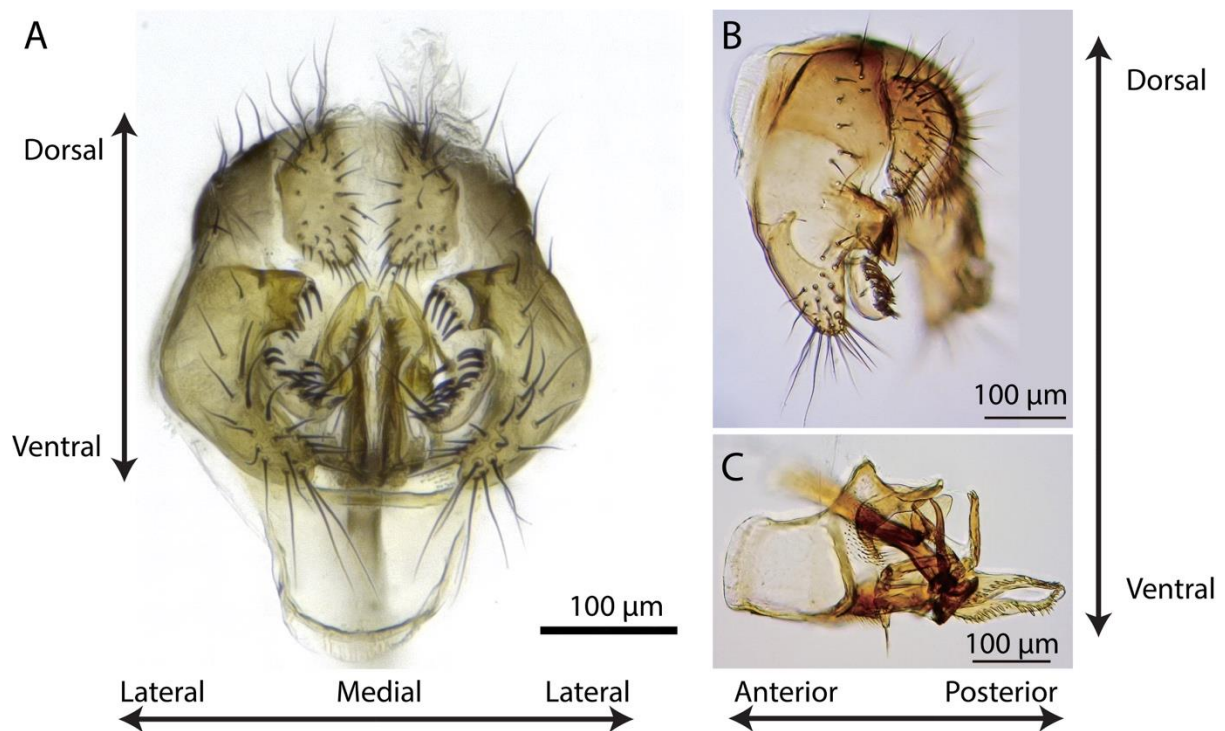 A
Dorsal
Ventral
100 µm
Lateral
Medial
Lateral
B
Dorsal
100 µm
C
Ventral
100 µm
Anterior
Posterior